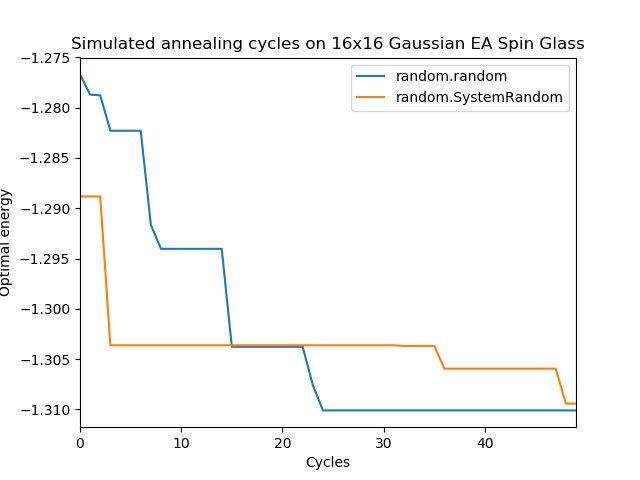 Simulated annealing cycles on 16x16 Gaussian EA Spin Glass
−1.275
−1.280
−1.285
−1.290
−1.295
−1.300
−1.305
−1.310
Optimal energy
random.random
random.SystemRandom
0
10
20
30
40
Cycles